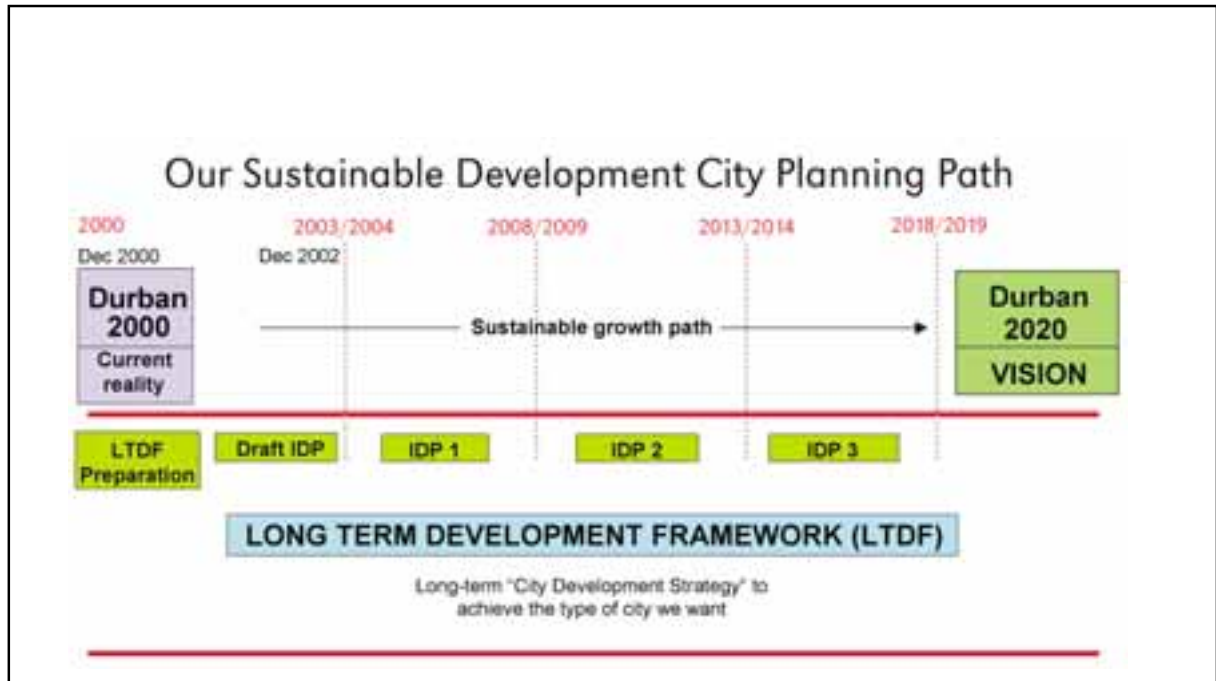 Our Sustainable Development City Planning Path
2000 2003/2004 2008/2009 2013/2014 2018/2019
Dec 2000 Dec 2002
Durban
2000
Current
reality
Sustainable growth path
Durban
2020
VISION
LTDF
Preparation
Draft IDP
IDP 1
IDP 2
IDP 3
LONG TERM DEVELOPMENT FRAMEWORK (LTDF)
Long-term "City Development Strategy" to
achieve the type of city we want